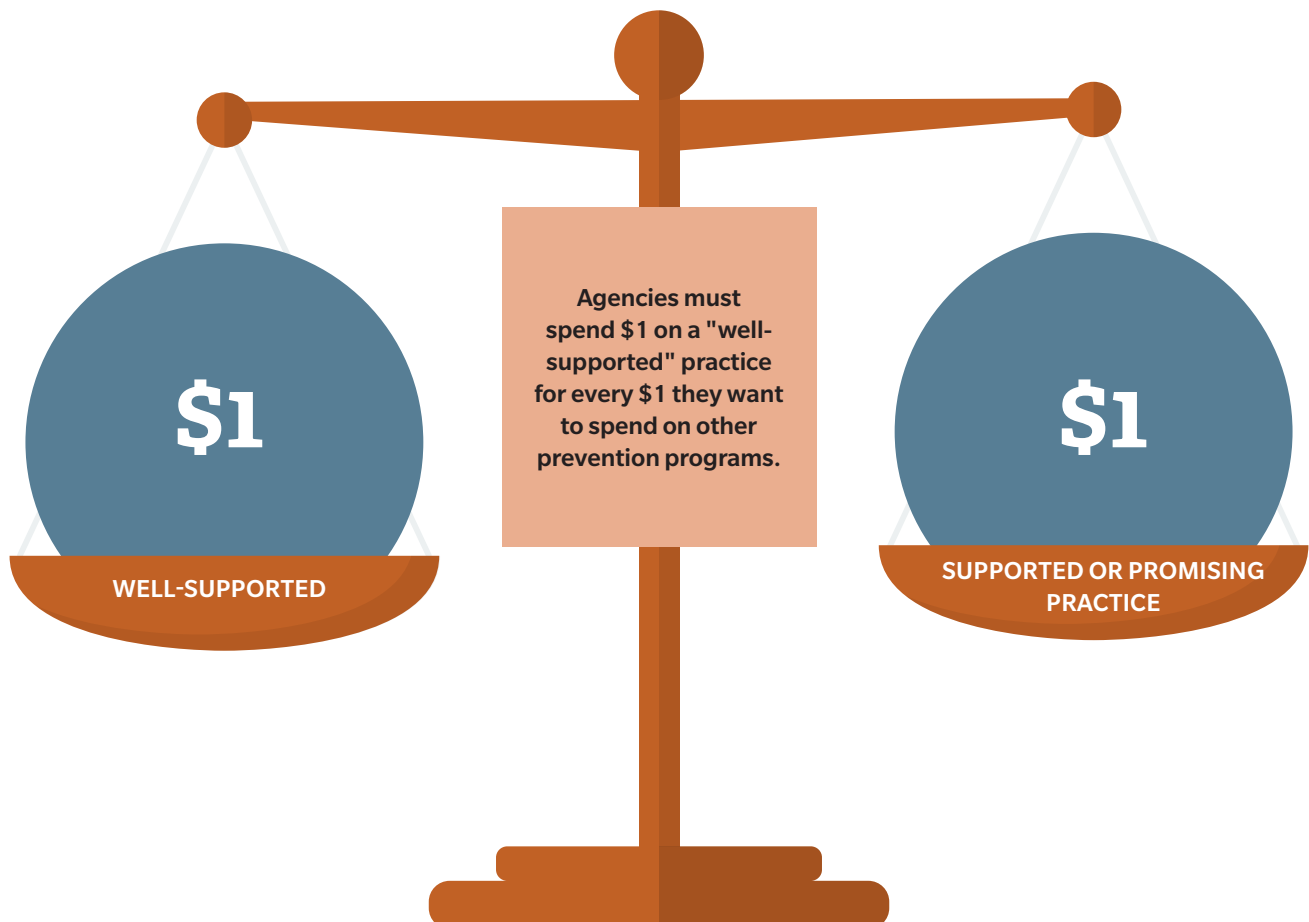 $1
WELL-SUPPORTED
Agencies must
spend $1 on a "well-
supported" practice
for every $1 they want
to spend on other
prevention programs.
$1
SUPPORTED OR PROMISING
PRACTICE